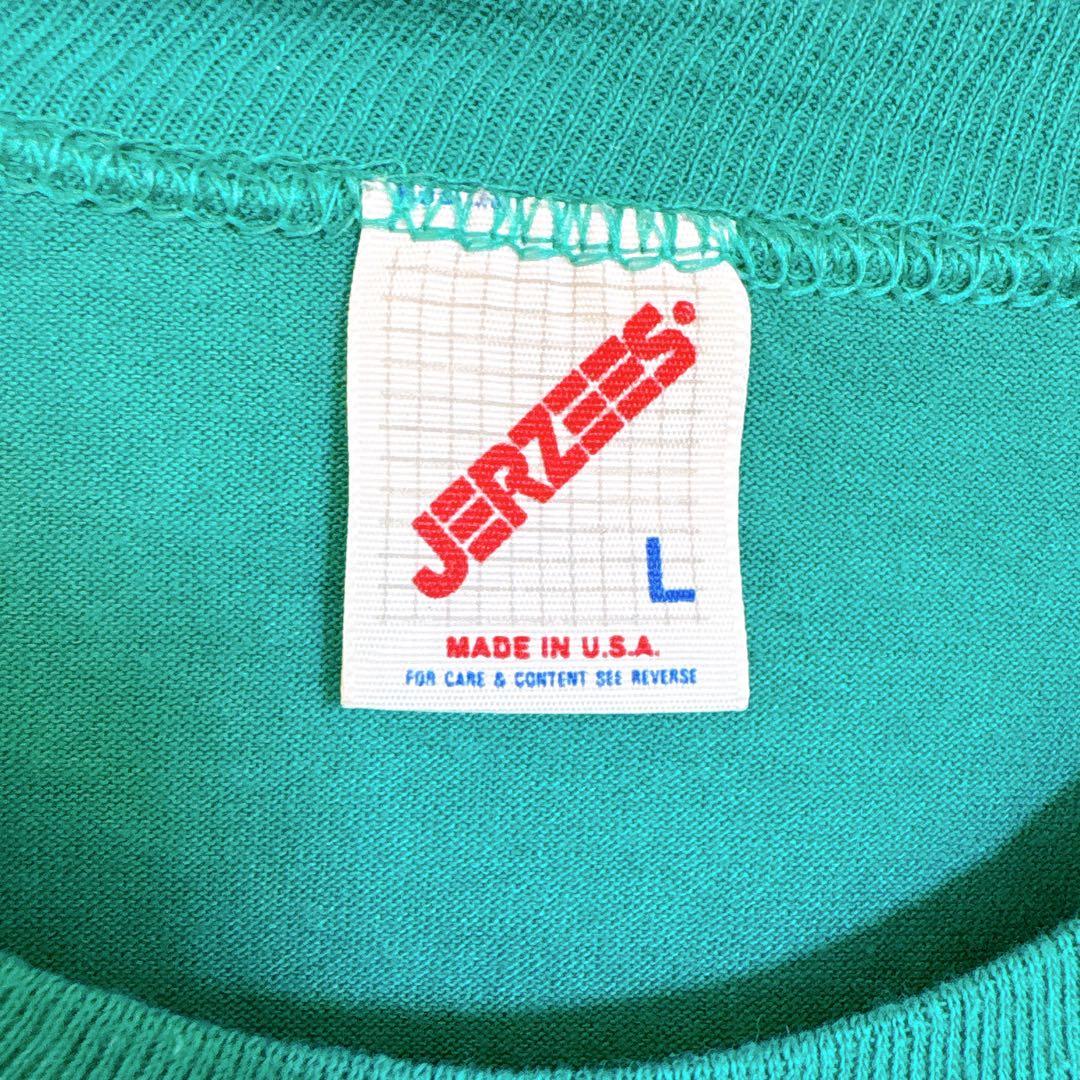 JERZEES
L
MADE IN U.S.A.
FOR CARE & CONTENT SEE REVERSE